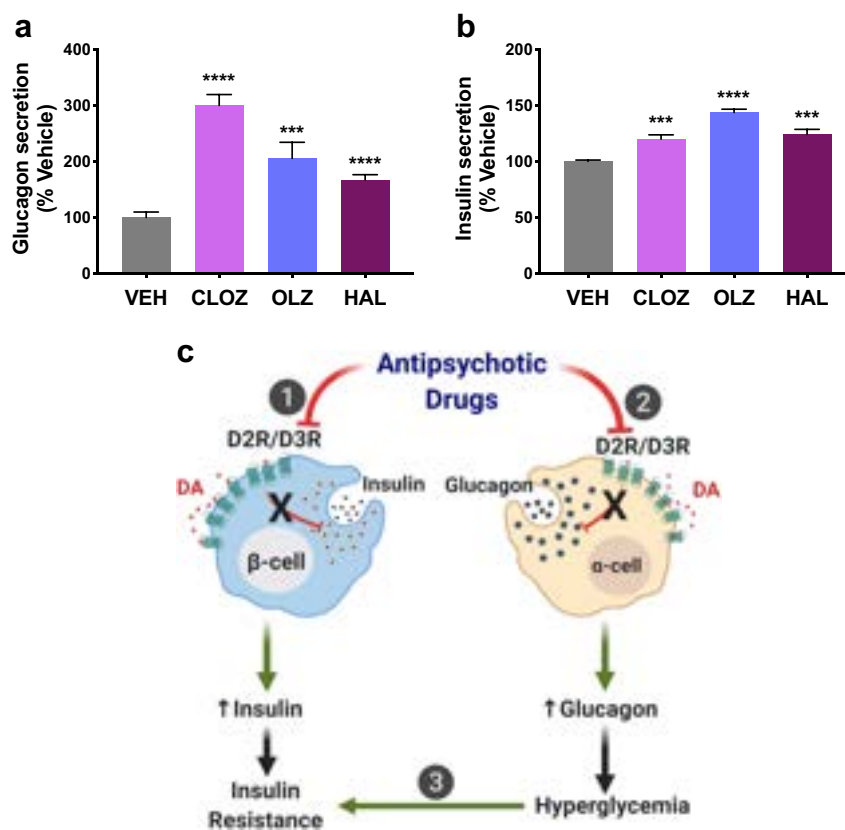 a
Glucagon secretion
(% Vehicle)
400
300
200
100
0
****
***
****
VEH CLOZ OLZ HAL
b
Insulin secretion
(% Vehicle)
200
150
100
50
0
***
****
***
VEH CLOZ OLZ HAL
c
Antipsychotic
Drugs
1
2
D2R/D3R
D2R/D3R
DA
Insulin
Glucagon
DA
X
X
β-cell
α-cell
↑ Insulin
↑ Glucagon
Insulin
Resistance
3
Hyperglycemia